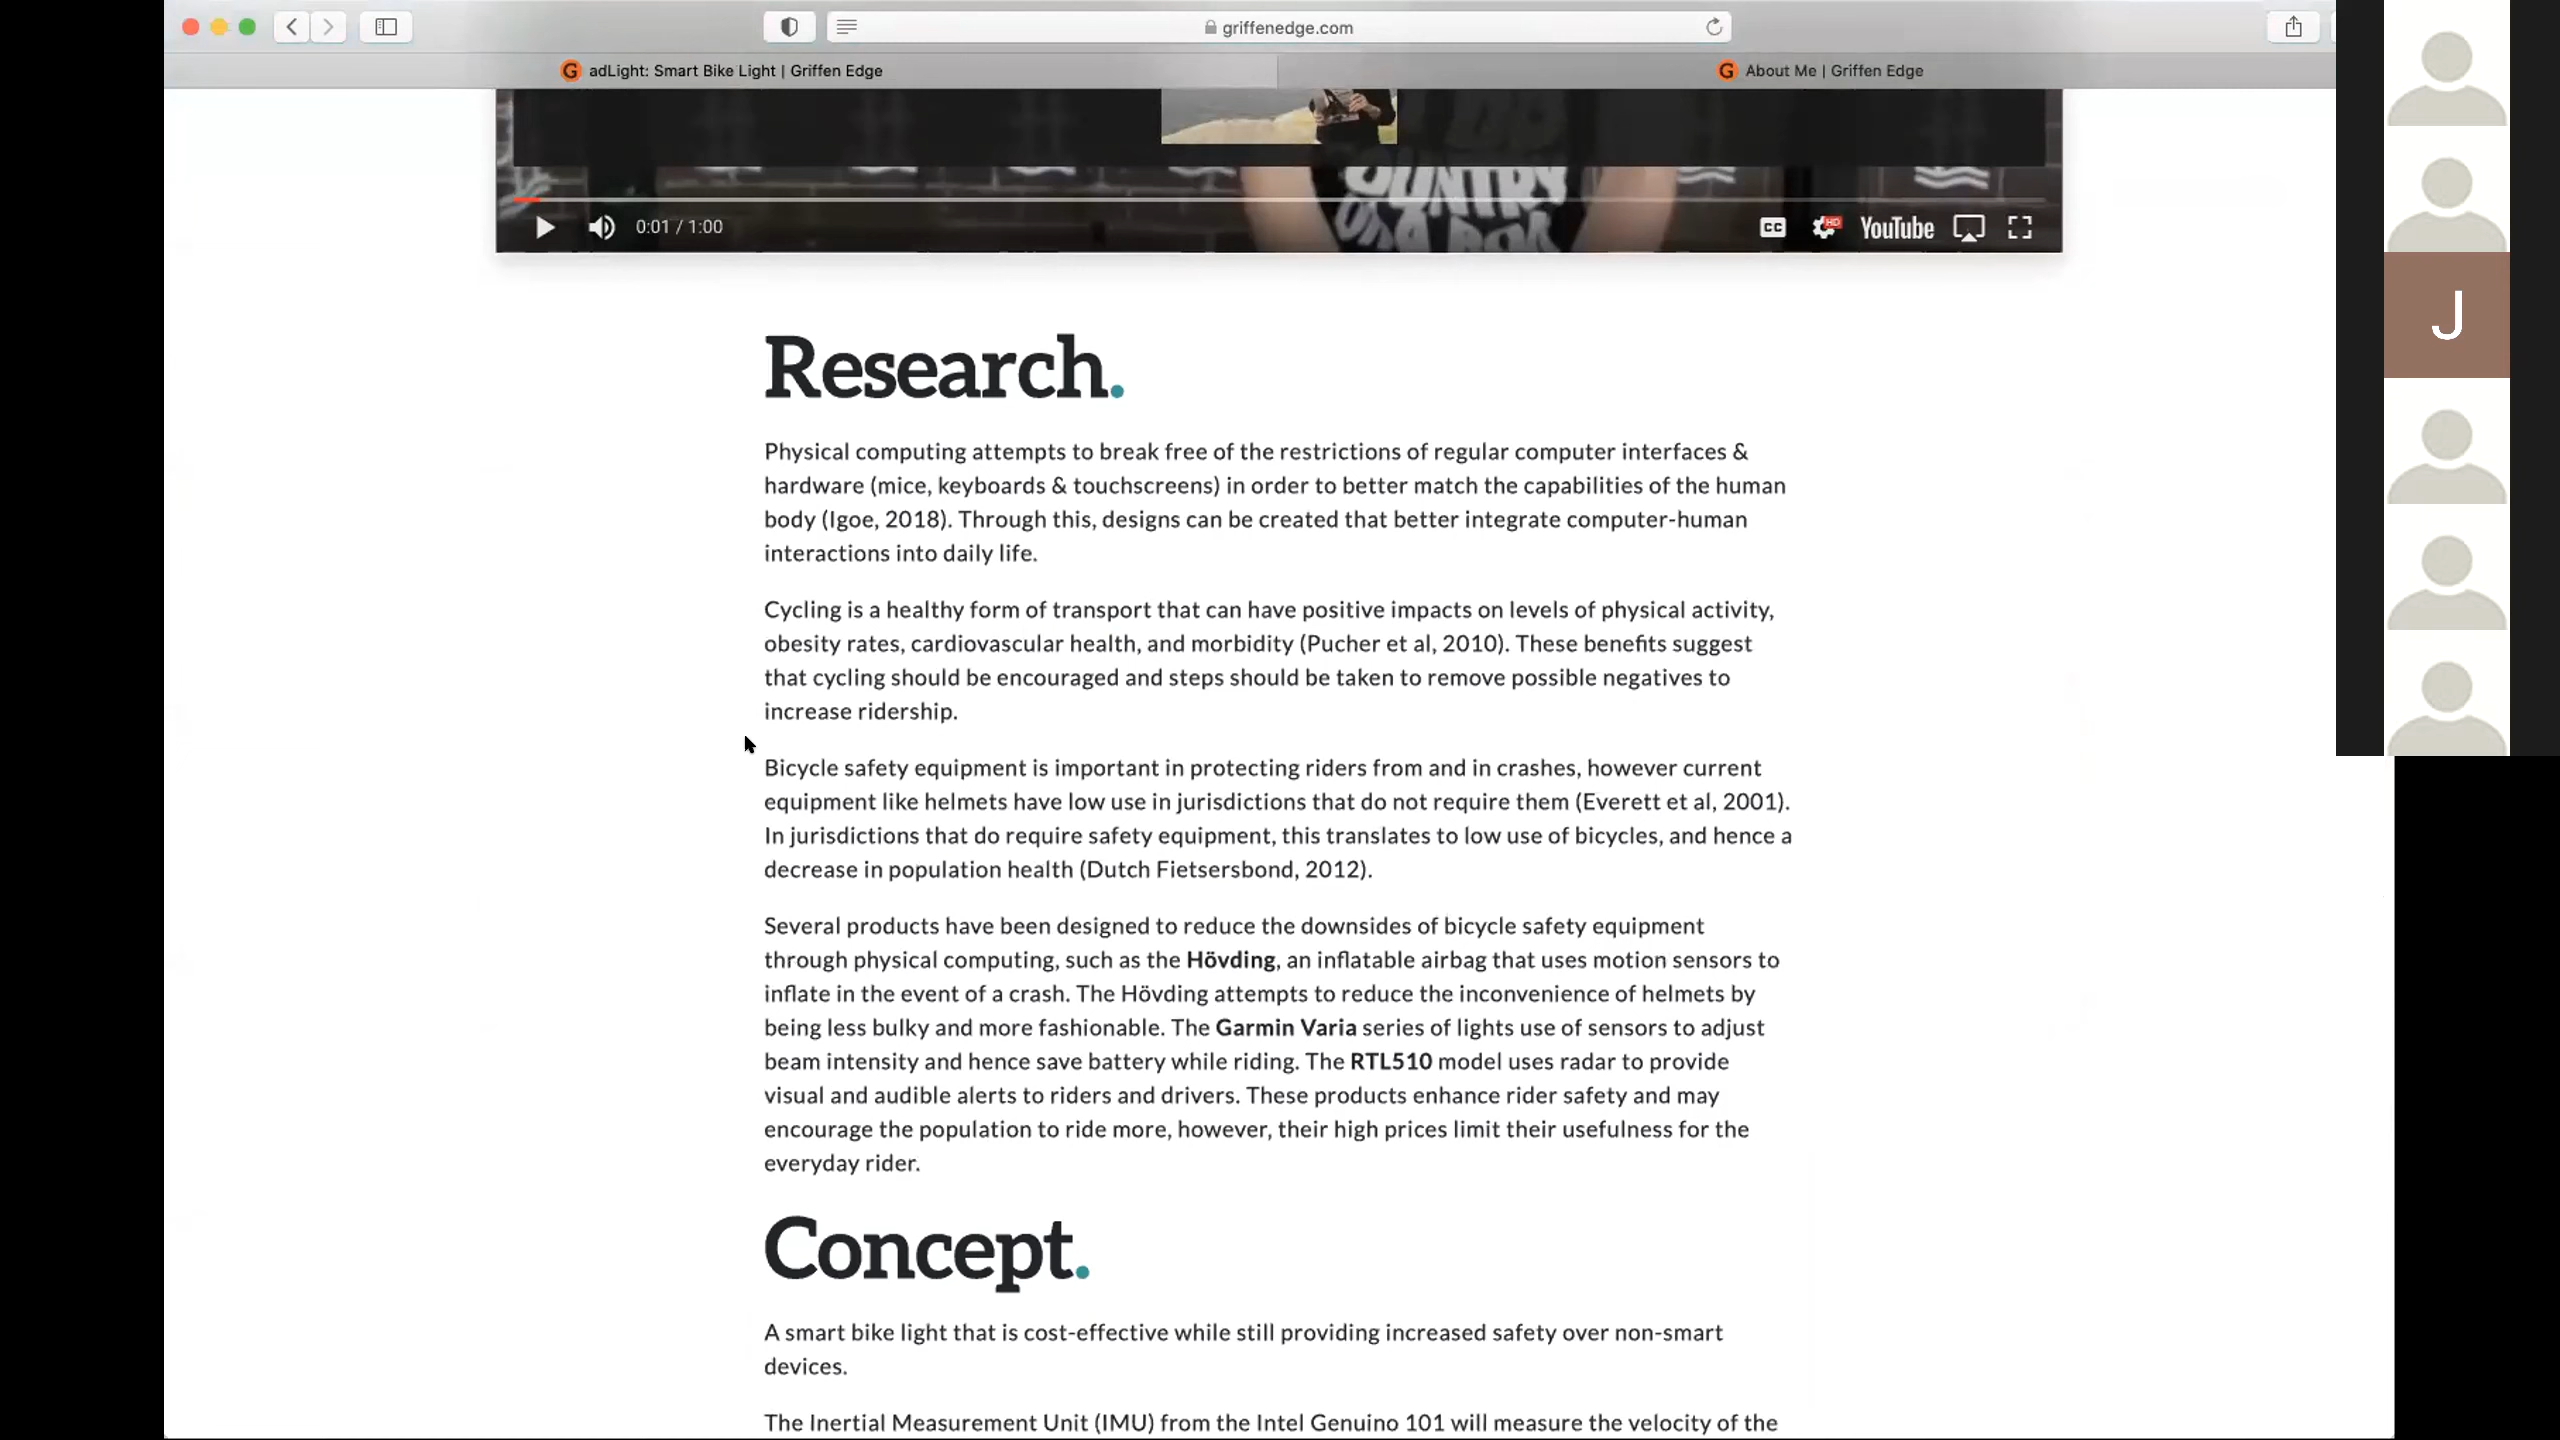 griffenedge.com
adLight: Smart Bike Light | Griffen Edge
About Me | Griffen Edge
COUNTRY
0:01 / 1:00
CC
HD
YouTube
J
Research.
Physical computing attempts to break free of the restrictions of regular computer interfaces &
hardware (mice, keyboards & touchscreens) in order to better match the capabilities of the human
body (Igoe, 2018). Through this, designs can be created that better integrate computer-human
interactions into daily life.
Cycling is a healthy form of transport that can have positive impacts on levels of physical activity,
obesity rates, cardiovascular health, and morbidity (Pucher et al, 2010). These benefits suggest
that cycling should be encouraged and steps should be taken to remove possible negatives to
increase ridership.
Bicycle safety equipment is important in protecting riders from and in crashes, however current
equipment like helmets have low use in jurisdictions that do not require them (Everett et al, 2001).
In jurisdictions that do require safety equipment, this translates to low use of bicycles, and hence a
decrease in population health (Dutch Fietsersbond, 2012).
Several products have been designed to reduce the downsides of bicycle safety equipment
through physical computing, such as the Hövding, an inflatable airbag that uses motion sensors to
inflate in the event of a crash. The Hövding attempts to reduce the inconvenience of helmets by
being less bulky and more fashionable. The Garmin Varia series of lights use of sensors to adjust
beam intensity and hence save battery while riding. The RTL510 model uses radar to provide
visual and audible alerts to riders and drivers. These products enhance rider safety and may
encourage the population to ride more, however, their high prices limit their usefulness for the
everyday rider.
Concept.
A smart bike light that is cost-effective while still providing increased safety over non-smart
devices.
The Inertial Measurement Unit (IMU) from the Intel Genuino 101 will measure the velocity of the